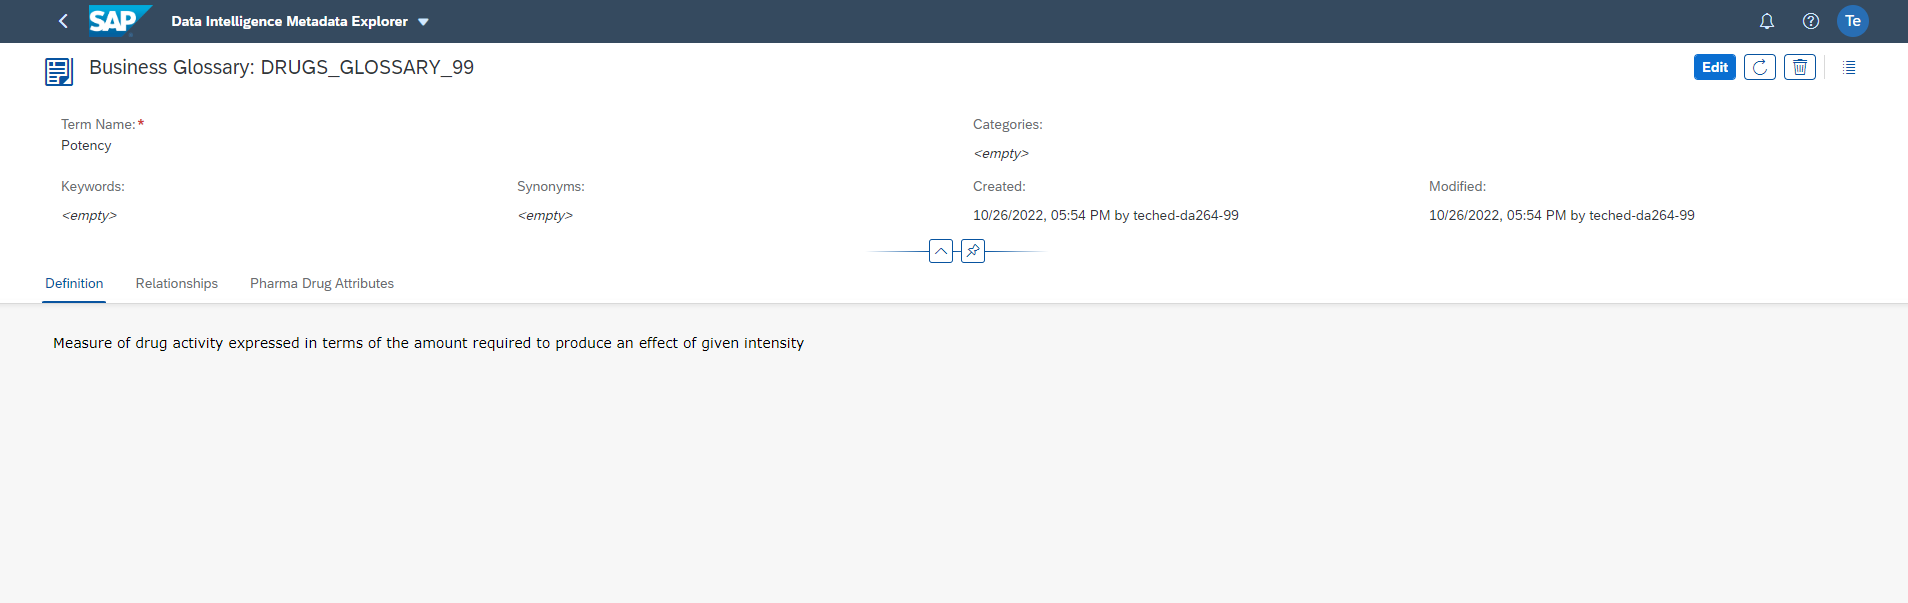 SAP Data Intelligence Metadata Explorer Te
Business Glossary: DRUGS_GLOSSARY_99 Edit
Term Name:* Categories:
Potency <empty>
Keywords: Synonyms: Created: Modified:
<empty> <empty> 10/26/2022, 05:54 PM by teched-da264-99 10/26/2022, 05:54 PM by teched-da264-99
Definition Relationships Pharma Drug Attributes
Measure of drug activity expressed in terms of the amount required to produce an effect of given intensity